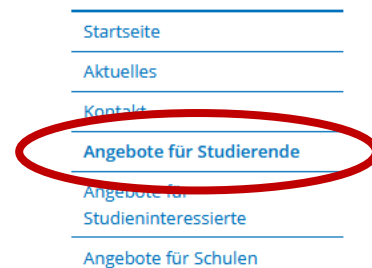 Startseite
Aktuelles
Kontakt
Angebote für Studierende
Angebote für
Studieninteressierte
Angebote für Schulen